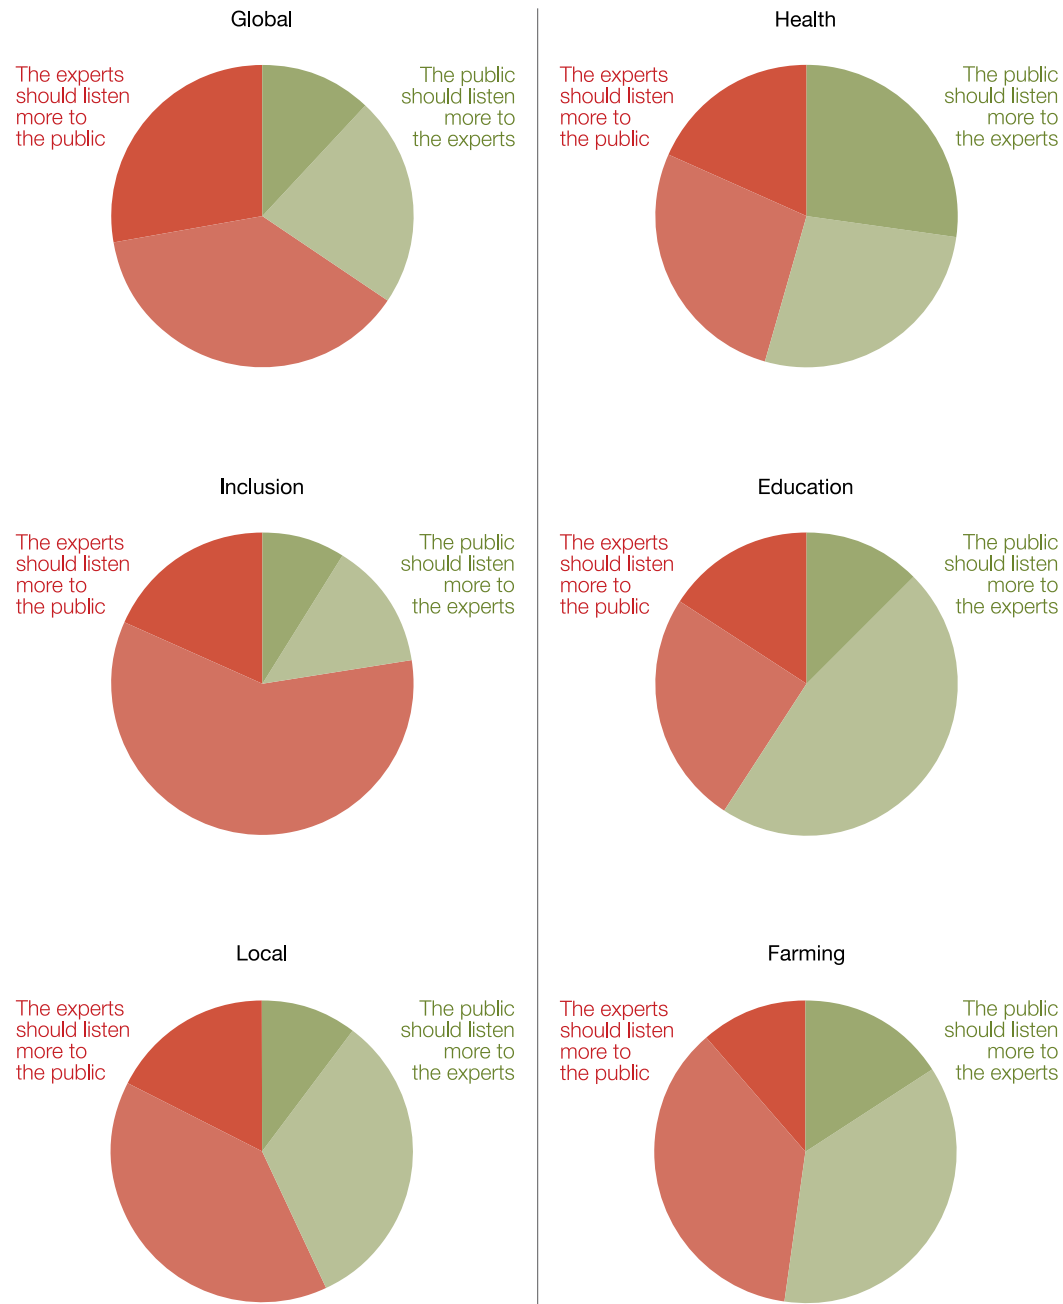 Global
The experts
should listen
more to
the public
The public
should listen
more to
the experts
Health
The experts
should listen
more to
the public
The public
should listen
more to
the experts
Inclusion
The experts
should listen
more to
the public
The public
should listen
more to
the experts
Education
The experts
should listen
more to
the public
The public
should listen
more to
the experts
Local
The experts
should listen
more to
the public
The public
should listen
more to
the experts
Farming
The experts
should listen
more to
the public
The public
should listen
more to
the experts